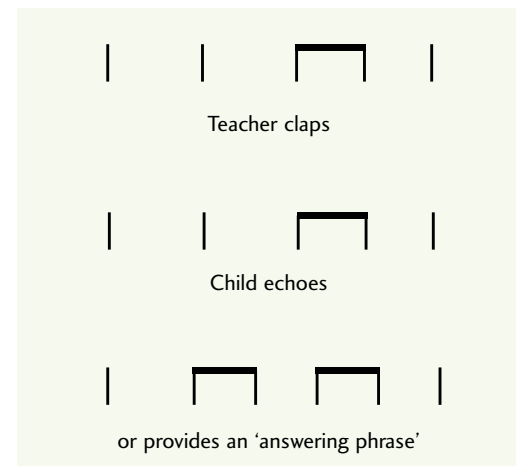 Teacher claps
Child echoes
or provides an ‘answering phrase’